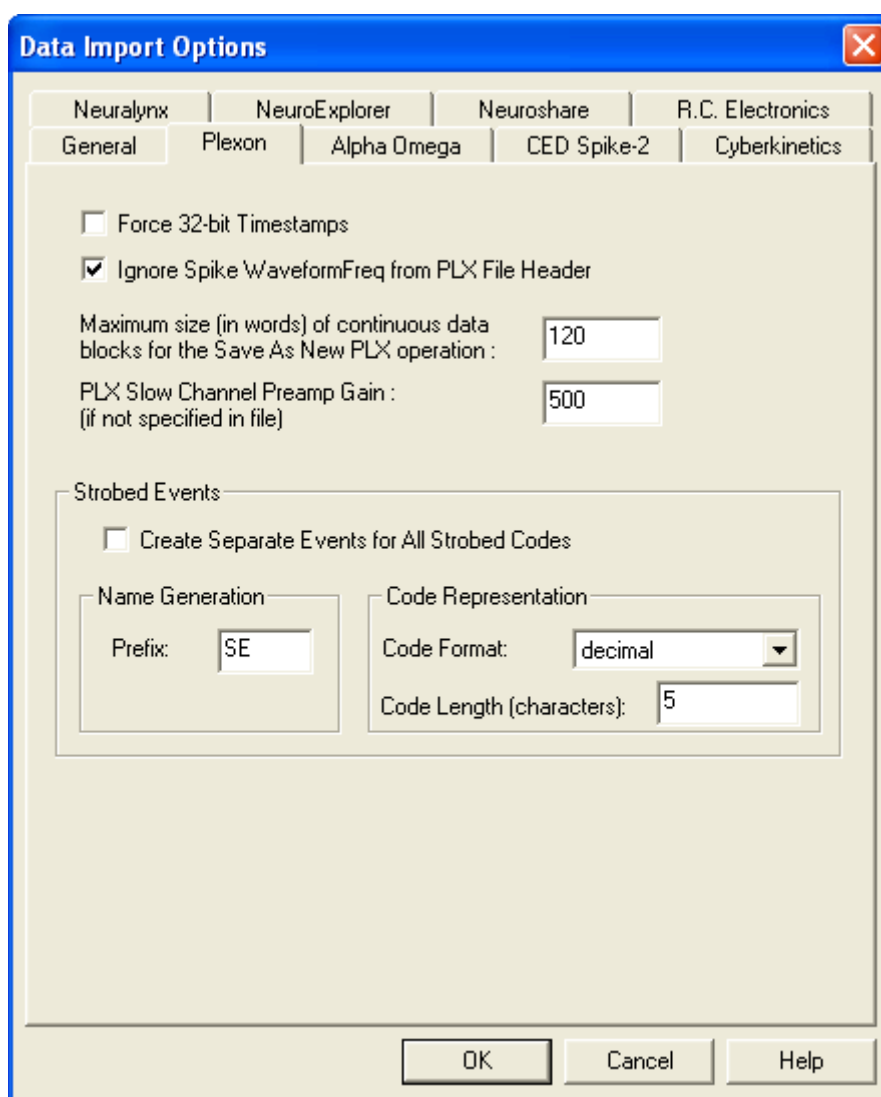 Data Import Options
Neuralynx NeuroExplorer Neuroshare R.C. Electronics
General Plexon Alpha Omega CED Spike-2 Cyberkinetics
Force 32-bit Timestamps
Ignore Spike WaveformFreq from PLX File Header
Maximum size (in words) of continuous data
blocks for the Save As New PLX operation :
120
PLX Slow Channel Preamp Gain :
(if not specified in file)
500
Strobed Events
Create Separate Events for All Strobed Codes
Name Generation
Prefix: SE
Code Representation
Code Format: decimal
Code Length (characters): 5
OK Cancel Help